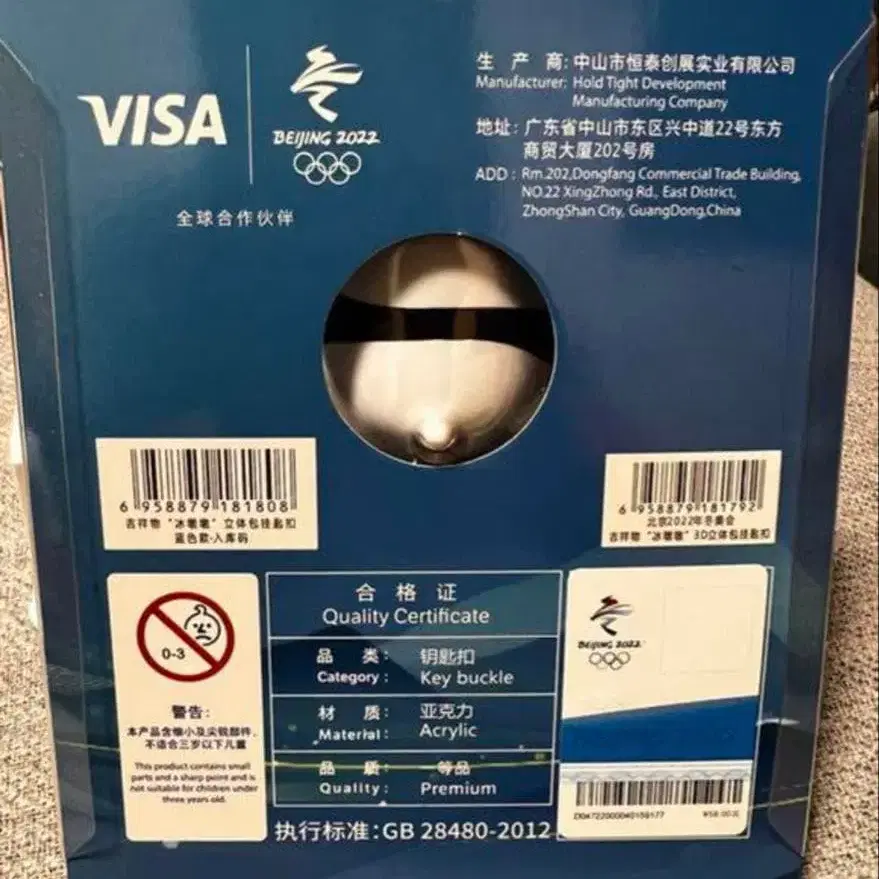 VISA
BEIJING 2022
全球合作伙伴
生 产 商: 中山市恒泰创展实业有限公司
Manufacturer: Hold Tight Development
Manufacturing Company
地址: 广东省中山市东区兴中道22号东方
商贸大厦202号房
ADD : Rm.202,Dongfang Commercial Trade Building,
NO.22 XingZhong Rd., East District,
ZhongShan City, GuangDong,China
6 958879 181808
吉祥物 "冰墩墩" 立体包挂匙扣
蓝色款-入库码
6 958879 181792
北京2022年冬奥会
吉祥物 "冰墩墩" 3D立体包挂匙扣
0-3
警告:
本产品含细小及尖锐部件,
不适合三岁以下儿童
This product contains small
parts and a sharp point and is
not suitable for children under
three years old.
合 格 证
Quality Certificate
品 类: 钥匙扣
Category: Key buckle
材 质: 亚克力
Material: Acrylic
品 质: 一等品
Quality: Premium
执行标准:GB 28480-2012
BEIJING 2022
D0472200040159177 ¥58.00元